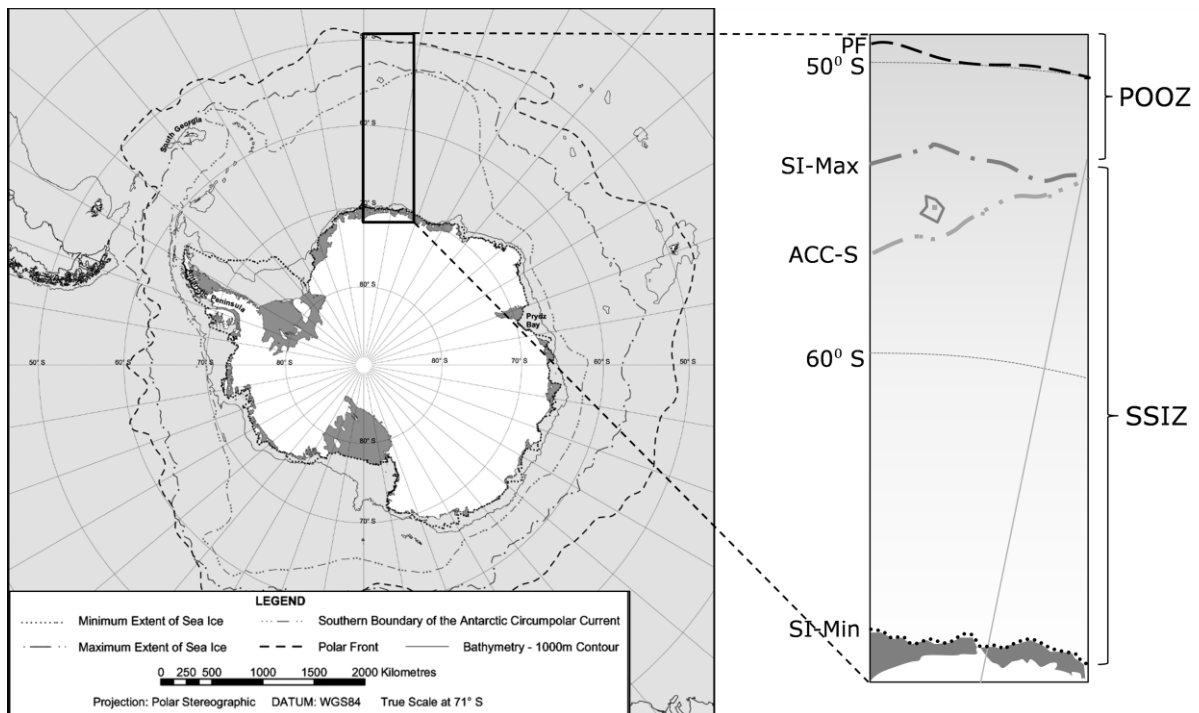 50° S
60° S
70° S
South Georgia
Peninsula
80° S
Prydz
Bay
50° S
60° S
70° S
80° S
80° S
70° S
60° S
50° S
80° S
70° S
LEGEND
Minimum Extent of Sea Ice
Southern Boundary of the Antarctic Circumpolar Current
Maximum Extent of Sea Ice
Polar Front
Bathymetry - 1000m Contour
0 250 500 1000 1500 2000 Kilometres
Projection: Polar Stereographic DATUM: WGS84 True Scale at 71° S
PF
50⁰ S
POOZ
SI-Max
ACC-S
60⁰ S
SSIZ
SI-Min